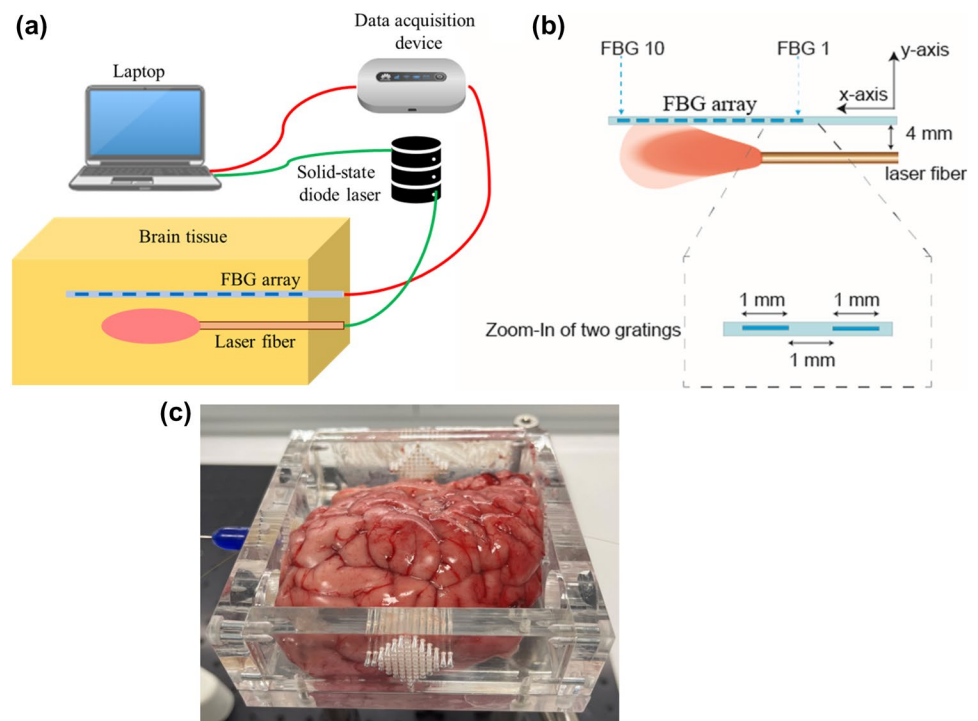 (a)
Data acquisition
device
Laptop
Solid-state
diode laser
Brain tissue
FBG array
Laser fiber
(b)
FBG 10
FBG 1
y-axis
x-axis
FBG array
4 mm
laser fiber
1 mm
1 mm
Zoom-In of two gratings
1 mm
(c)